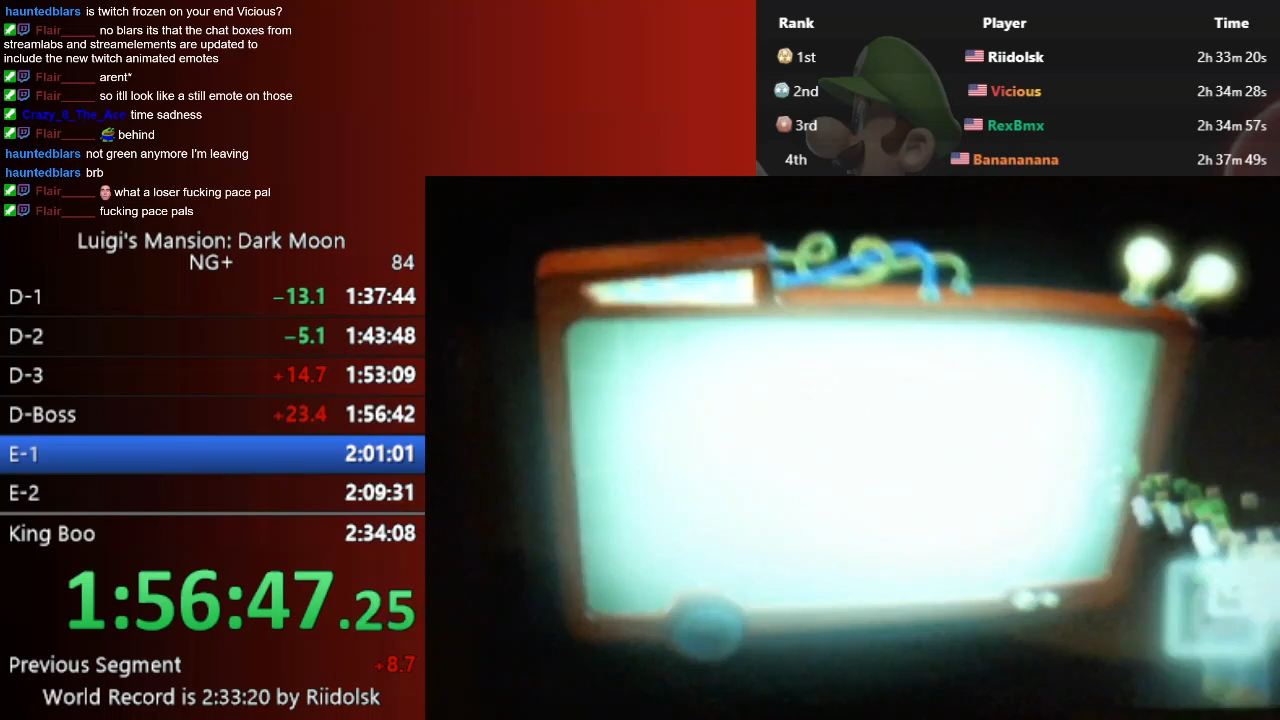 hauntedblars is twitch frozen on your end Vicious?
Flair_____ no blars its that the chat boxes from
streamlabs and streamelements are updated to
include the new twitch animated emotes
Flair_____ arent*
Flair_____ so itll look like a still emote on those
Crazy_8_The_Ace time sadness
Flair_____ behind
hauntedblars not green anymore I'm leaving
hauntedblars brb
Flair_____ what a loser fucking pace pal
Flair_____ fucking pace pals
Luigi's Mansion: Dark Moon
NG+ 84
D-1 −13.1 1:37:44
D-2 −5.1 1:43:48
D-3 +14.7 1:53:09
D-Boss +23.4 1:56:42
E-1 2:01:01
E-2 2:09:31
King Boo 2:34:08
1:56:47.25
Previous Segment +8.7
World Record is 2:33:20 by Riidolsk
Rank Player Time
1st Riidolsk 2h 33m 20s
2nd Vicious 2h 34m 28s
3rd RexBmx 2h 34m 57s
4th Banananana 2h 37m 49s